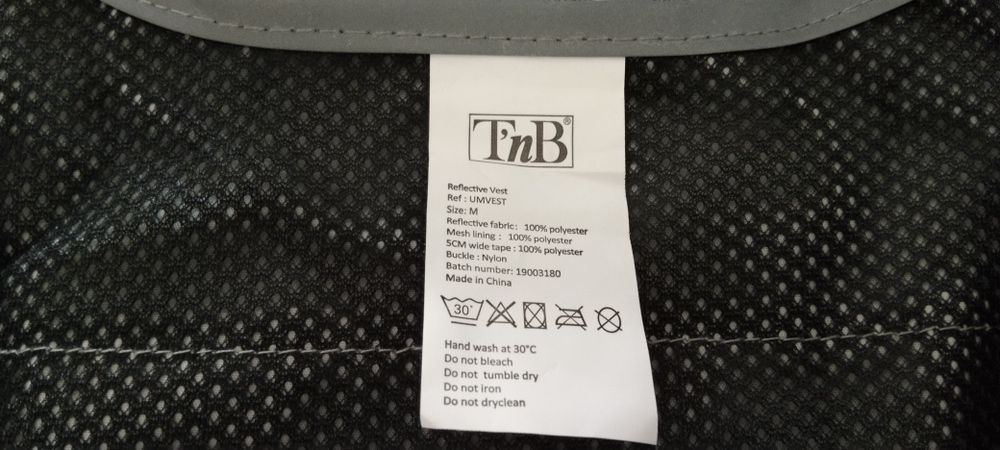 T'nB®
Reflective Vest
Ref : UMVEST
Size: M
Reflective fabric: 100% polyester
Mesh lining : 100% polyester
5CM wide tape : 100% polyester
Buckle : Nylon
Batch number: 19003180
Made in China
30°
Hand wash at 30°C
Do not bleach
Do not tumble dry
Do not iron
Do not dryclean